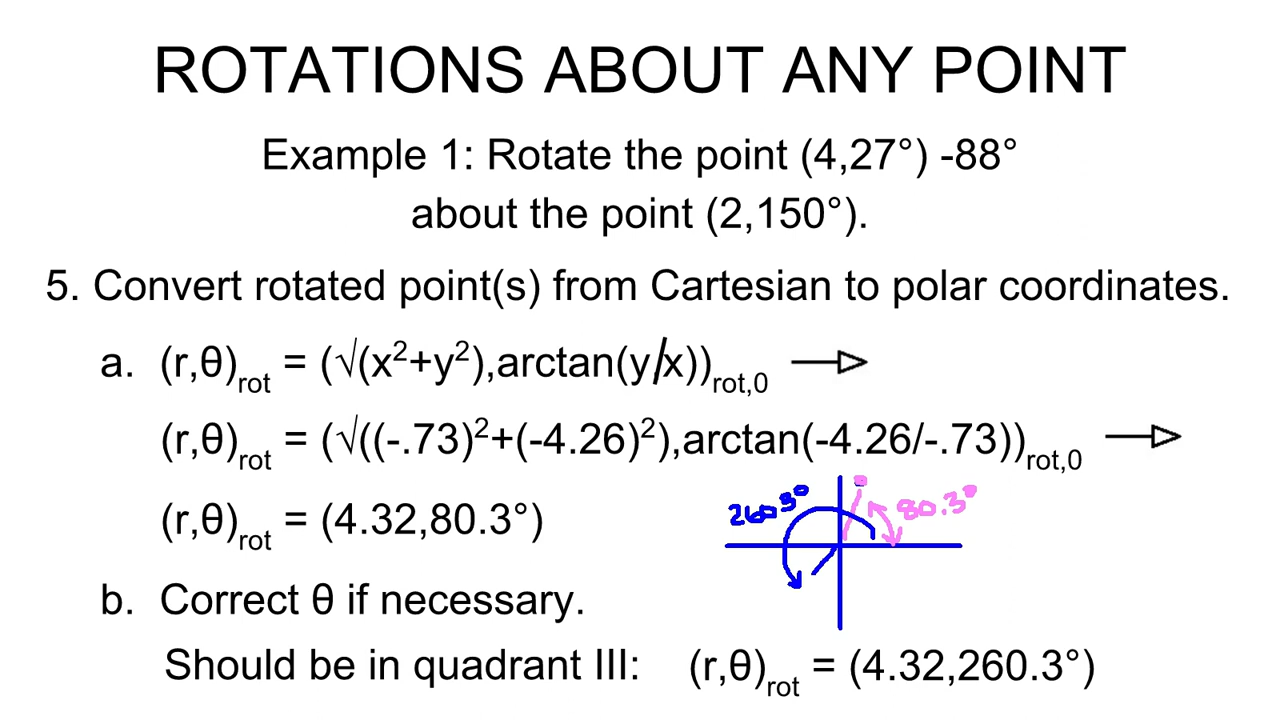 ROTATIONS ABOUT ANY POINT
Example 1: Rotate the point (4,27°) -88°
about the point (2,150°).
5. Convert rotated point(s) from Cartesian to polar coordinates.
a. (r,θ)rot = (√(x²+y²),arctan(y/x))rot,0
(r,θ)rot = (√((-.73)²+(-4.26)²),arctan(-4.26/-.73))rot,0
(r,θ)rot = (4.32,80.3°)
260.3°
80.3°
b. Correct θ if necessary.
Should be in quadrant III: (r,θ)rot = (4.32,260.3°)